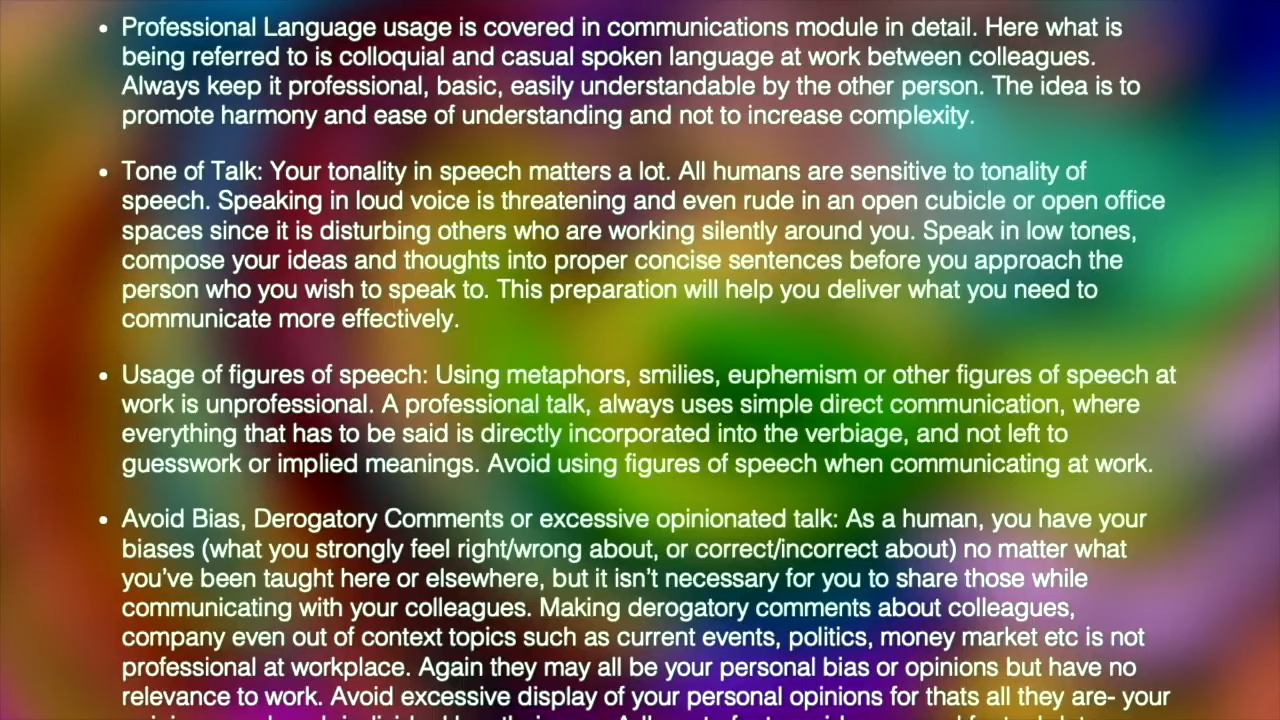 • Professional Language usage is covered in communications module in detail. Here what is
being referred to is colloquial and casual spoken language at work between colleagues.
Always keep it professional, basic, easily understandable by the other person. The idea is to
promote harmony and ease of understanding and not to increase complexity.
• Tone of Talk: Your tonality in speech matters a lot. All humans are sensitive to tonality of
speech. Speaking in loud voice is threatening and even rude in an open cubicle or open office
spaces since it is disturbing others who are working silently around you. Speak in low tones,
compose your ideas and thoughts into proper concise sentences before you approach the
person who you wish to speak to. This preparation will help you deliver what you need to
communicate more effectively.
• Usage of figures of speech: Using metaphors, smilies, euphemism or other figures of speech at
work is unprofessional. A professional talk, always uses simple direct communication, where
everything that has to be said is directly incorporated into the verbiage, and not left to
guesswork or implied meanings. Avoid using figures of speech when communicating at work.
• Avoid Bias, Derogatory Comments or excessive opinionated talk: As a human, you have your
biases (what you strongly feel right/wrong about, or correct/incorrect about) no matter what
you’ve been taught here or elsewhere, but it isn’t necessary for you to share those while
communicating with your colleagues. Making derogatory comments about colleagues,
company even out of context topics such as current events, politics, money market etc is not
professional at workplace. Again they may all be your personal bias or opinions but have no
relevance to work. Avoid excessive display of your personal opinions for thats all they are- your